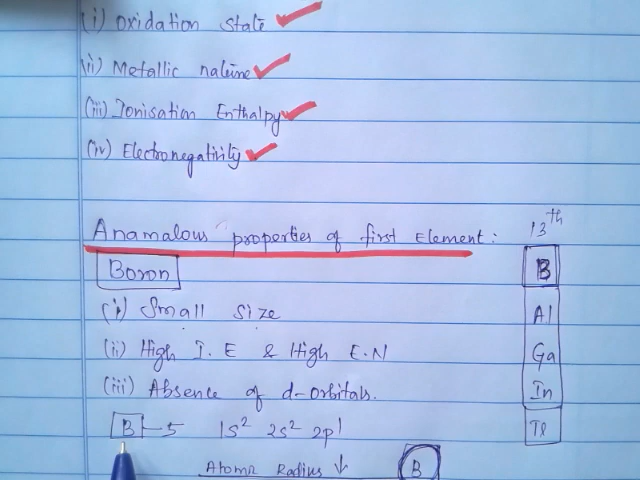 (i) Oxidation State
(ii) Metallic nature
(iii) Ionisation Enthalpy
(iv) Electronegativity
Anamalous properties of first Element:
13th
Boron
B
(i) Small Size
Al
(ii) High I.E & High E.N
Ga
(iii) Absence of d-orbitals.
In
B - 5 1s² 2s² 2p¹
Tl
Atomic Radius ↓ B